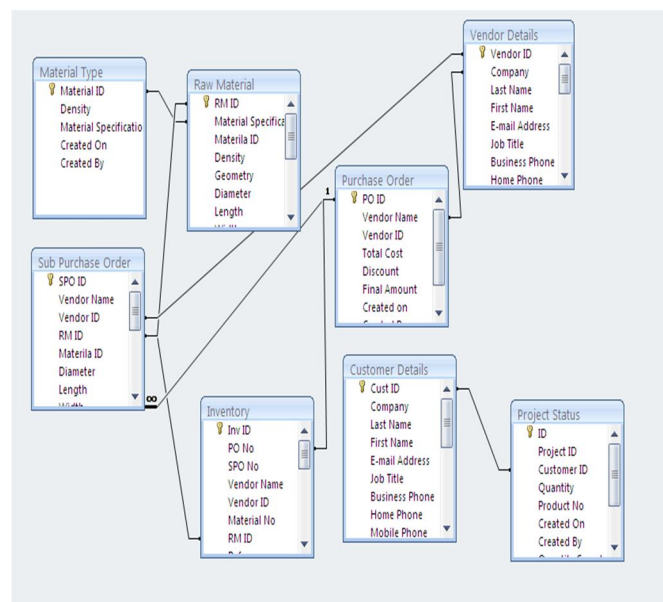 Material Type
Material ID
Density
Material Specificatio
Created On
Created By
Raw Material
RM ID
Material Specifica
Materila ID
Density
Geometry
Diameter
Length
Vendor Details
Vendor ID
Company
Last Name
First Name
E-mail Address
Job Title
Business Phone
Home Phone
Purchase Order
1
PO ID
Vendor Name
Vendor ID
Total Cost
Discount
Final Amount
Created on
Sub Purchase Order
SPO ID
Vendor Name
Vendor ID
RM ID
Materila ID
Diameter
Length
Width
∞
Inventory
Inv ID
PO No
SPO No
Vendor Name
Vendor ID
Material No
RM ID
Customer Details
Cust ID
Company
Last Name
First Name
E-mail Address
Job Title
Business Phone
Home Phone
Mobile Phone
Project Status
ID
Project ID
Customer ID
Quantity
Product No
Created On
Created By